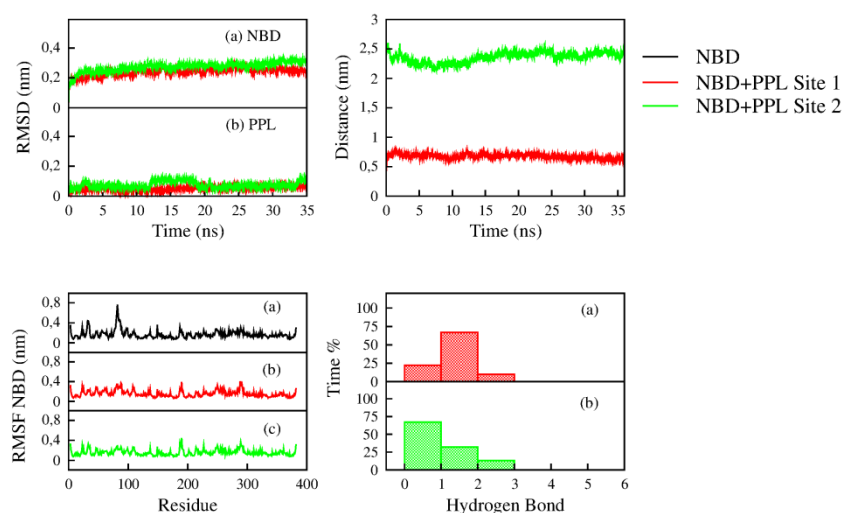 RMSD (nm)
0,4
0,2
0
0,4
0,2
0
(a) NBD
(b) PPL
0 5 10 15 20 25 30 35
Time (ns)
Distance (nm)
3
2,5
2
1,5
1
0,5
0
0 5 10 15 20 25 30 35
Time (ns)
NBD
NBD+PPL Site 1
NBD+PPL Site 2
RMSF NBD (nm)
0,8
0,4
0
0,8
0,4
0
0,8
0,4
0
(a)
(b)
(c)
0 100 200 300 400
Residue
Time %
100
75
50
25
0
100
75
50
25
0
(a)
(b)
0 1 2 3 4 5 6
Hydrogen Bond